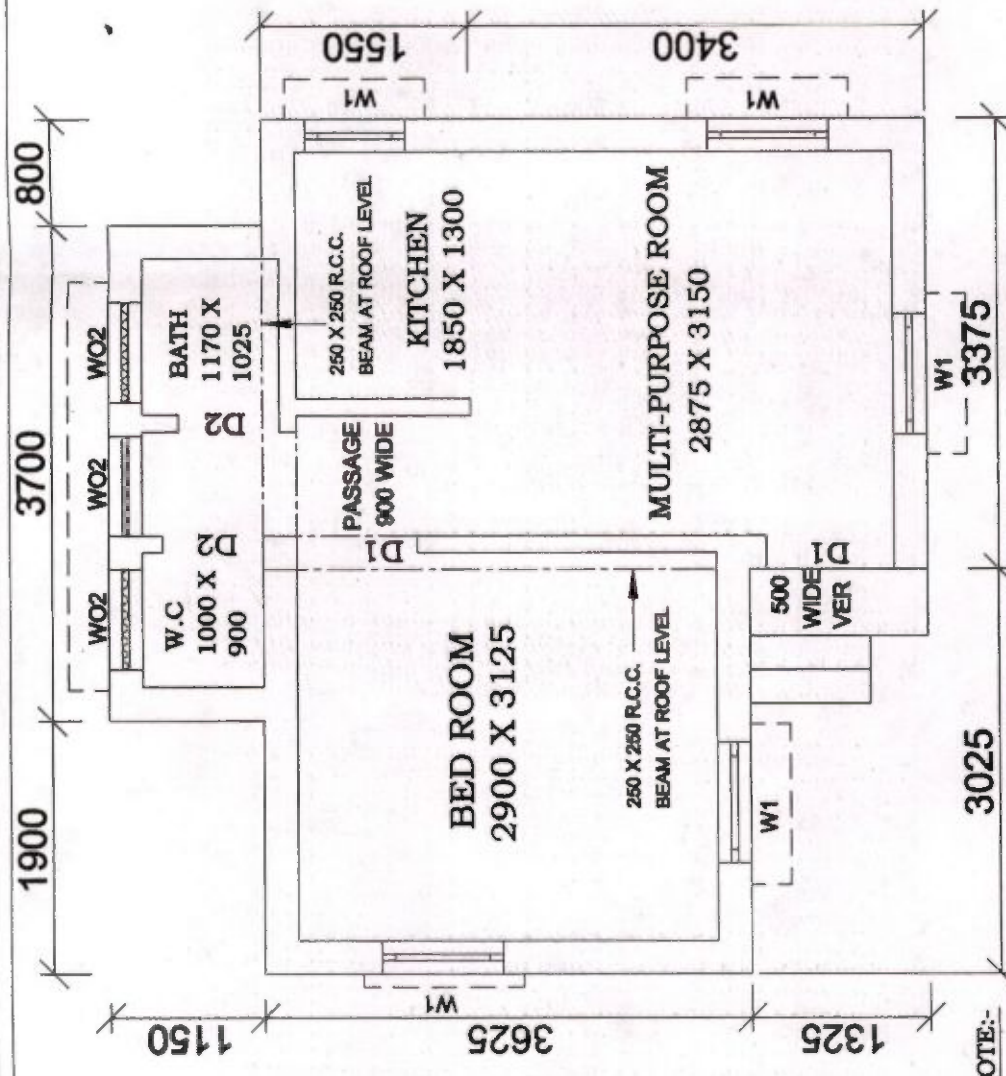 1900
3700
800
1550
3400
1150
3625
1325
3025
3375
WO2
WO2
WO2
W.C
1000 X
900
D2
D2
BATH
1170 X
1025
W1
W1
250 X 250 R.C.C.
BEAM AT ROOF LEVEL
KITCHEN
1850 X 1300
PASSAGE
900 WIDE
D1
MULTI-PURPOSE ROOM
2875 X 3150
BED ROOM
2900 X 3125
250 X 250 R.C.C.
BEAM AT ROOF LEVEL
500
WIDE
VER
D1
W1
W1
W1
OTE:-